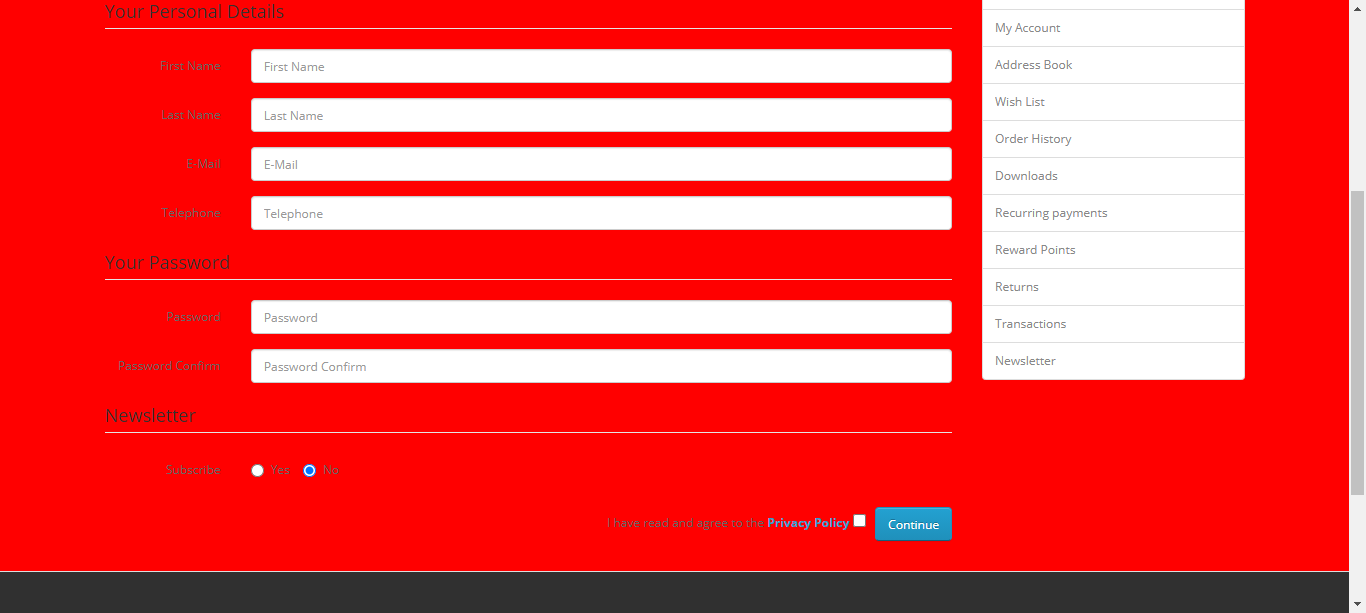 Your Personal Details
First Name
First Name
Last Name
Last Name
E-Mail
E-Mail
Telephone
Telephone
Your Password
Password
Password
Password Confirm
Password Confirm
Newsletter
Subscribe Yes No
I have read and agree to the Privacy Policy Continue
My Account
Address Book
Wish List
Order History
Downloads
Recurring payments
Reward Points
Returns
Transactions
Newsletter